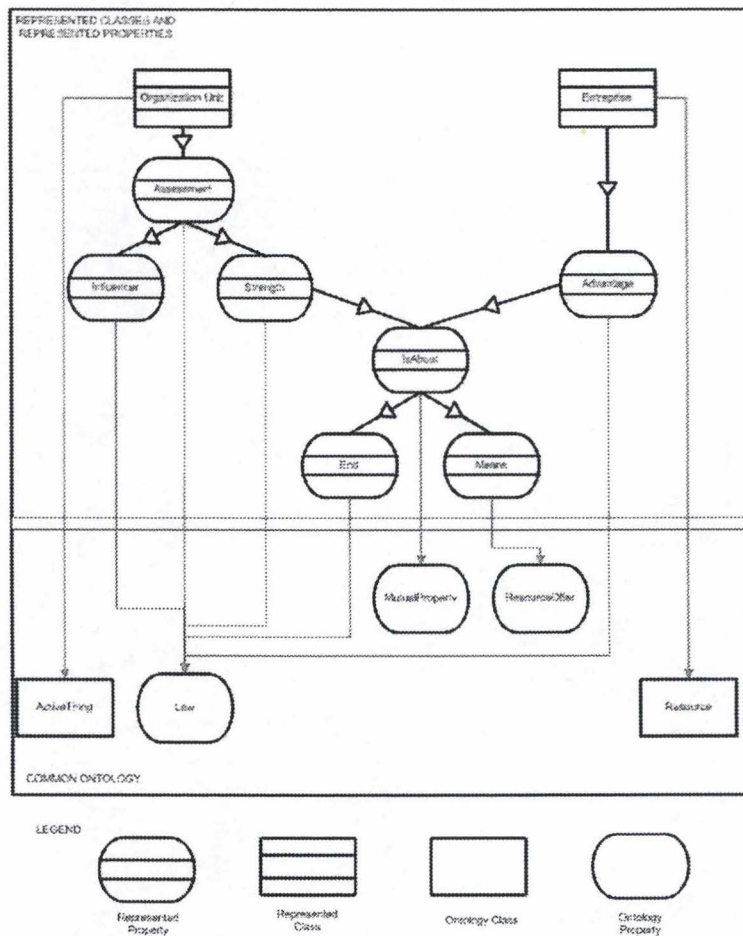 REPRESENTED CLASSES AND
REPRESENTED PROPERTIES
Organization Unit
Enterprise
Assessment
Influencer
Strength
Advantage
IsAbout
End
Means
MutualProperty
ResourceOffer
ActiveThing
Law
Resource
COMMON ONTOLOGY
LEGEND
Represented
Property
Represented
Class
Ontology Class
Ontology
Property